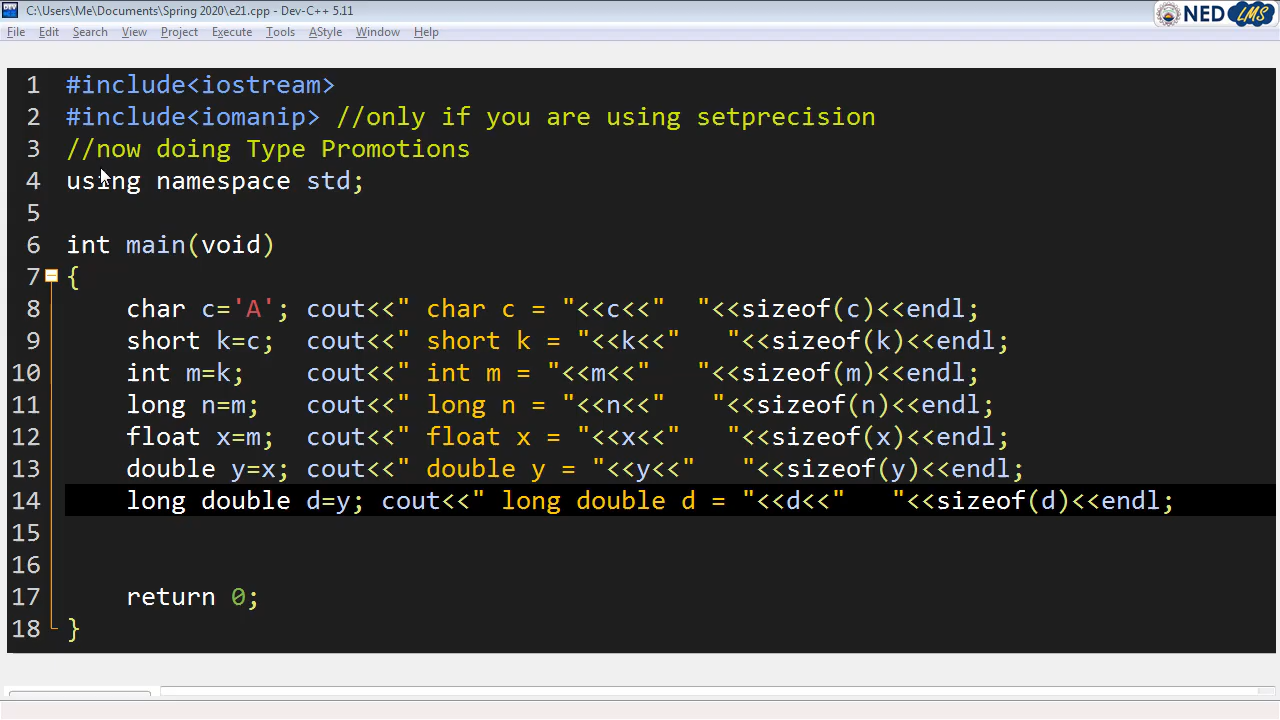 C:\Users\Me\Documents\Spring 2020\e21.cpp - Dev-C++ 5.11
NED LMS
File Edit Search View Project Execute Tools AStyle Window Help
1 #include<iostream>
2 #include<iomanip> //only if you are using setprecision
3 //now doing Type Promotions
4 using namespace std;
5
6 int main(void)
7 {
8 char c='A'; cout<<" char c = "<<c<<"  "<<sizeof(c)<<endl;
9 short k=c;  cout<<" short k = "<<k<<"   "<<sizeof(k)<<endl;
10 int m=k;    cout<<" int m = "<<m<<"   "<<sizeof(m)<<endl;
11 long n=m;   cout<<" long n = "<<n<<"   "<<sizeof(n)<<endl;
12 float x=m;  cout<<" float x = "<<x<<"   "<<sizeof(x)<<endl;
13 double y=x; cout<<" double y = "<<y<<"   "<<sizeof(y)<<endl;
14 long double d=y; cout<<" long double d = "<<d<<"   "<<sizeof(d)<<endl;
15
16
17 return 0;
18 }